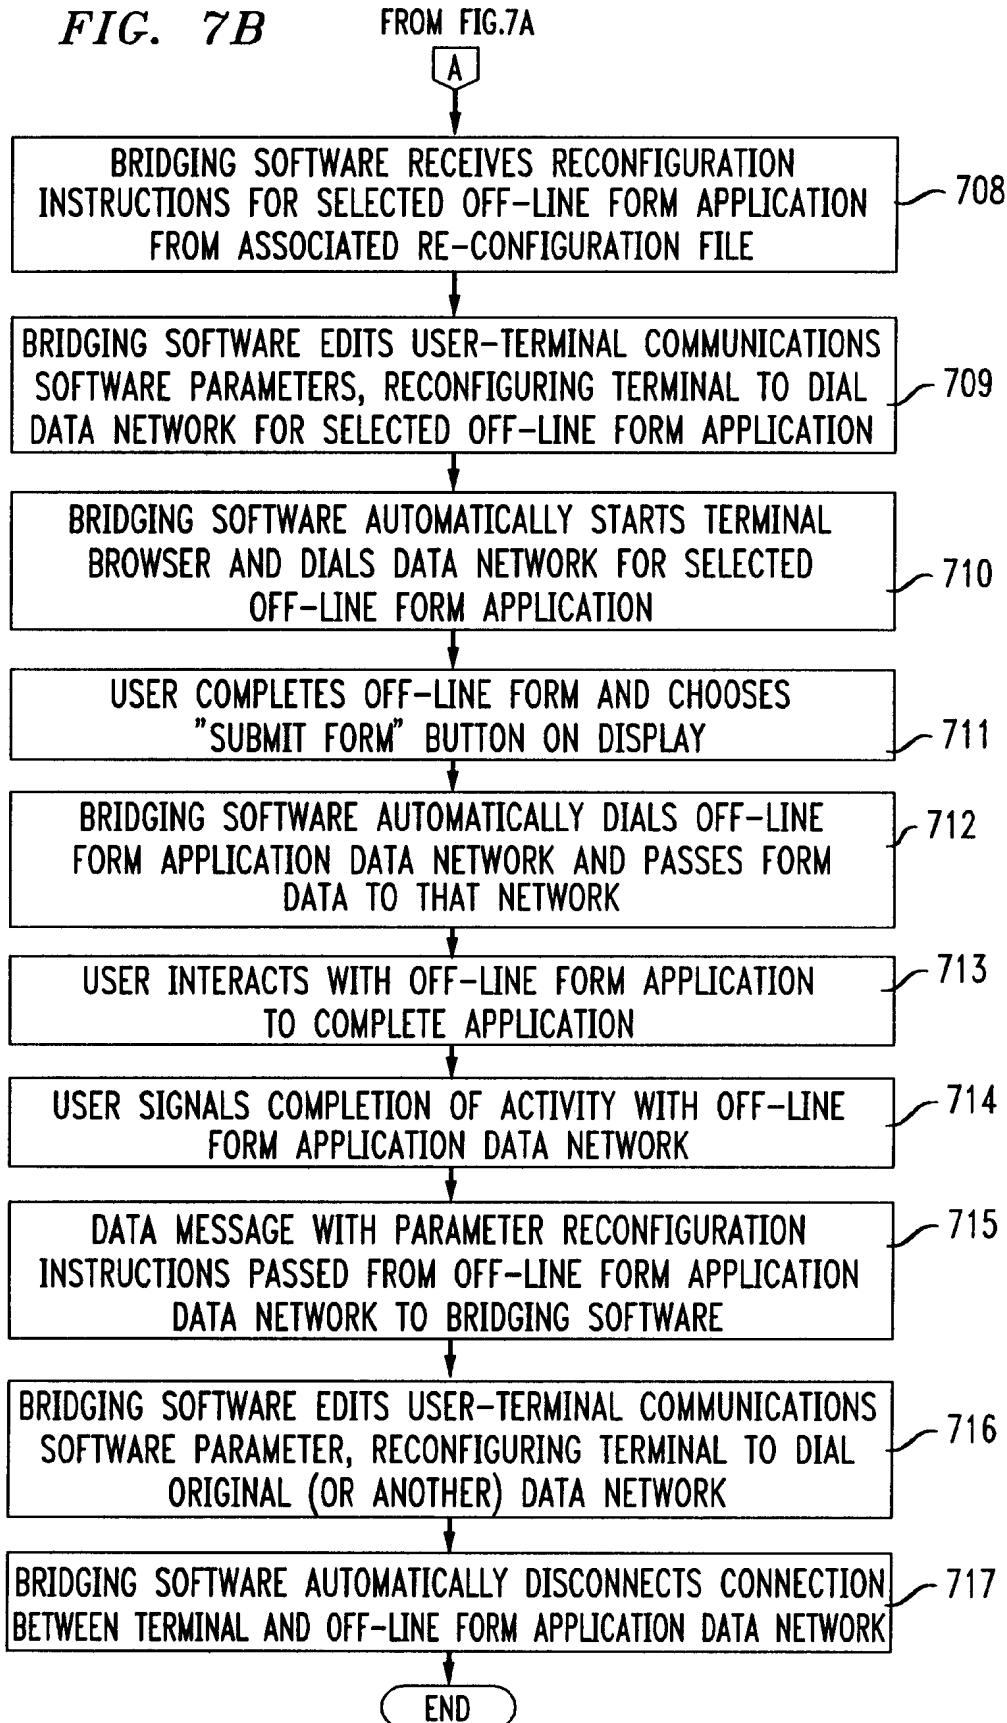 FIG. 7B
FROM FIG.7A
A
BRIDGING SOFTWARE RECEIVES RECONFIGURATION
INSTRUCTIONS FOR SELECTED OFF-LINE FORM APPLICATION
FROM ASSOCIATED RE-CONFIGURATION FILE
708
BRIDGING SOFTWARE EDITS USER-TERMINAL COMMUNICATIONS
SOFTWARE PARAMETERS, RECONFIGURING TERMINAL TO DIAL
DATA NETWORK FOR SELECTED OFF-LINE FORM APPLICATION
709
BRIDGING SOFTWARE AUTOMATICALLY STARTS TERMINAL
BROWSER AND DIALS DATA NETWORK FOR SELECTED
OFF-LINE FORM APPLICATION
710
USER COMPLETES OFF-LINE FORM AND CHOOSES
"SUBMIT FORM" BUTTON ON DISPLAY
711
BRIDGING SOFTWARE AUTOMATICALLY DIALS OFF-LINE
FORM APPLICATION DATA NETWORK AND PASSES FORM
DATA TO THAT NETWORK
712
USER INTERACTS WITH OFF-LINE FORM APPLICATION
TO COMPLETE APPLICATION
713
USER SIGNALS COMPLETION OF ACTIVITY WITH OFF-LINE
FORM APPLICATION DATA NETWORK
714
DATA MESSAGE WITH PARAMETER RECONFIGURATION
INSTRUCTIONS PASSED FROM OFF-LINE FORM APPLICATION
DATA NETWORK TO BRIDGING SOFTWARE
715
BRIDGING SOFTWARE EDITS USER-TERMINAL COMMUNICATIONS
SOFTWARE PARAMETER, RECONFIGURING TERMINAL TO DIAL
ORIGINAL (OR ANOTHER) DATA NETWORK
716
BRIDGING SOFTWARE AUTOMATICALLY DISCONNECTS CONNECTION
BETWEEN TERMINAL AND OFF-LINE FORM APPLICATION DATA NETWORK
717
END